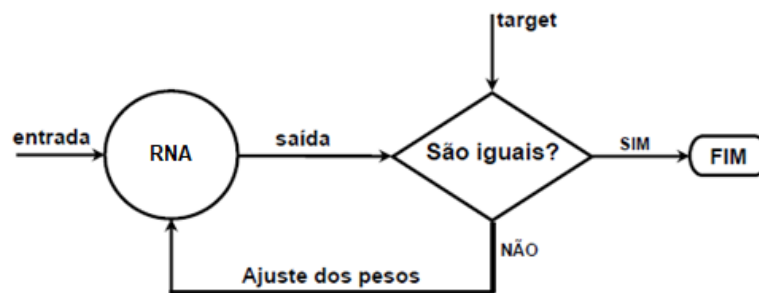 target
entrada
RNA
saída
São iguais?
SIM
FIM
NÃO
Ajuste dos pesos